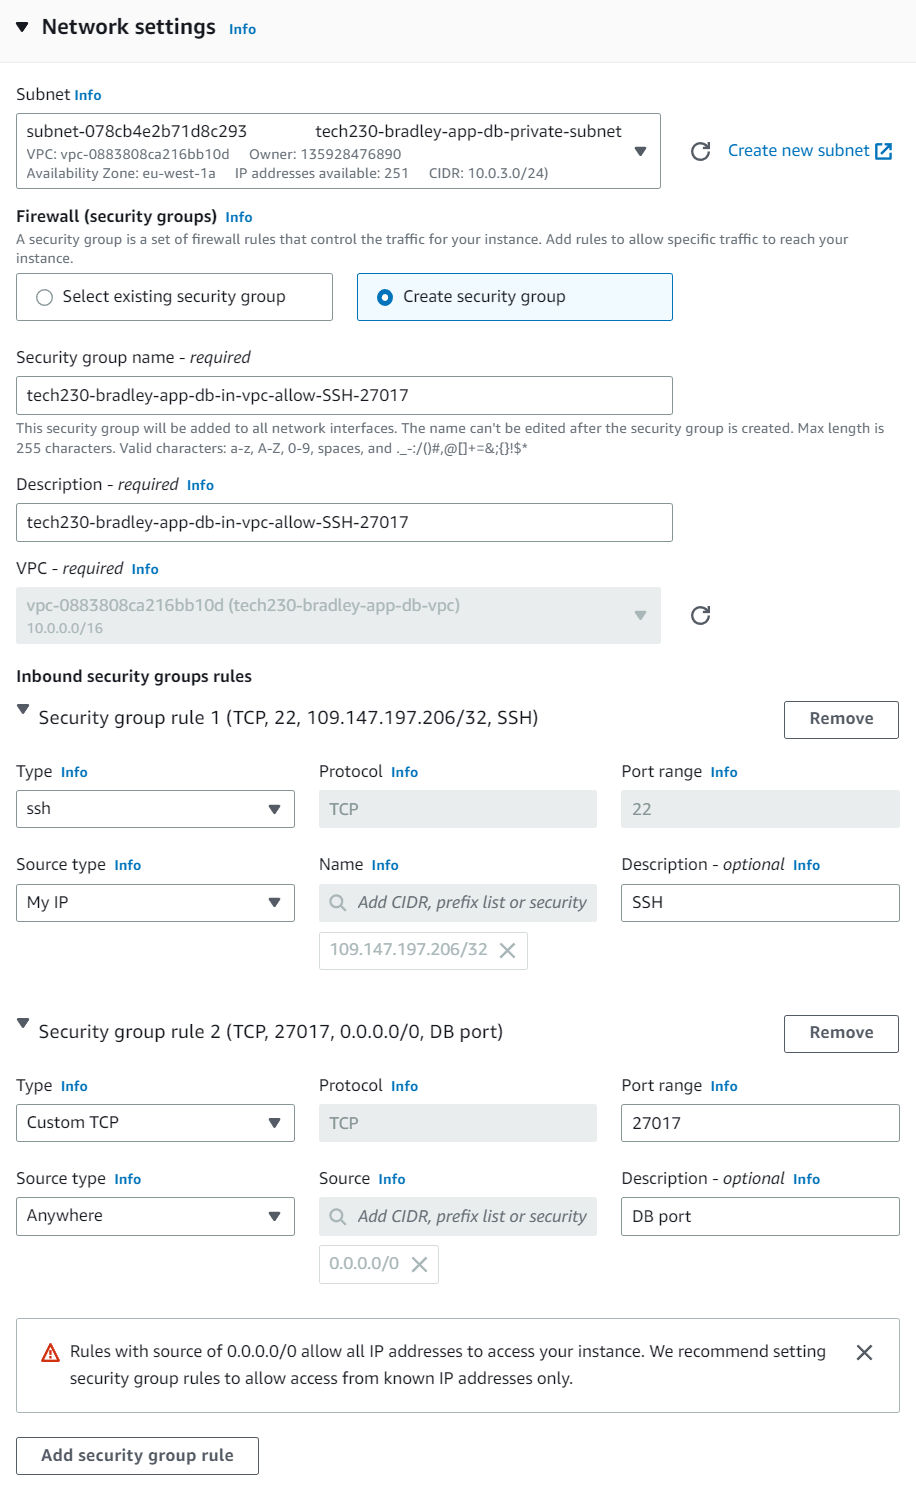 Network settings Info
Subnet Info
subnet-078cb4e2b71d8c293 tech230-bradley-app-db-private-subnet
VPC: vpc-0883808ca216bb10d Owner: 135928476890
Availability Zone: eu-west-1a IP addresses available: 251 CIDR: 10.0.3.0/24)
Create new subnet
Firewall (security groups) Info
A security group is a set of firewall rules that control the traffic for your instance. Add rules to allow specific traffic to reach your
instance.
Select existing security group Create security group
Security group name - required
tech230-bradley-app-db-in-vpc-allow-SSH-27017
This security group will be added to all network interfaces. The name can't be edited after the security group is created. Max length is
255 characters. Valid characters: a-z, A-Z, 0-9, spaces, and ._-:/()#,@[]+=&;{}!$*
Description - required Info
tech230-bradley-app-db-in-vpc-allow-SSH-27017
VPC - required Info
vpc-0883808ca216bb10d (tech230-bradley-app-db-vpc)
10.0.0.0/16
Inbound security groups rules
Security group rule 1 (TCP, 22, 109.147.197.206/32, SSH) Remove
Type Info Protocol Info Port range Info
ssh TCP 22
Source type Info Name Info Description - optional Info
My IP Add CIDR, prefix list or security SSH
109.147.197.206/32
Security group rule 2 (TCP, 27017, 0.0.0.0/0, DB port) Remove
Type Info Protocol Info Port range Info
Custom TCP TCP 27017
Source type Info Source Info Description - optional Info
Anywhere Add CIDR, prefix list or security DB port
0.0.0.0/0
Rules with source of 0.0.0.0/0 allow all IP addresses to access your instance. We recommend setting
security group rules to allow access from known IP addresses only.
Add security group rule